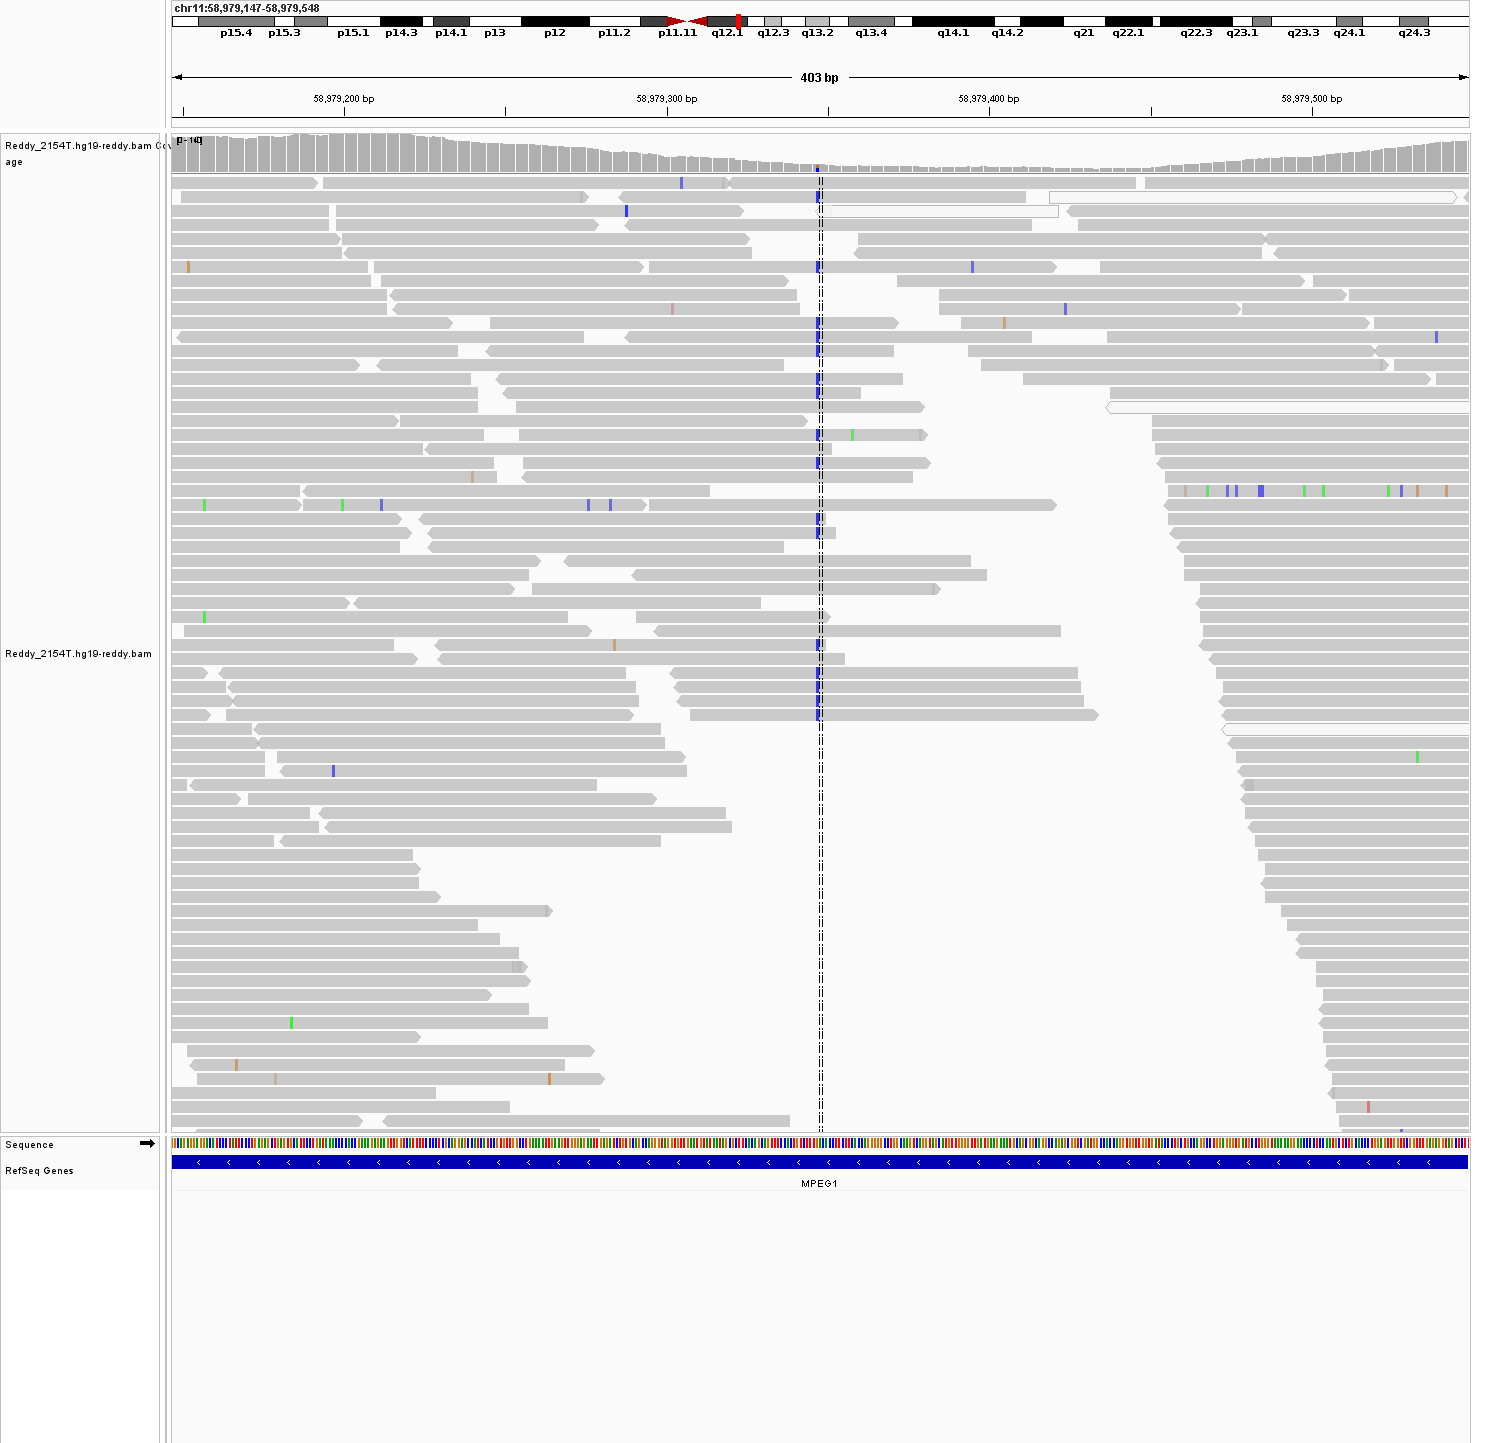 chr11:58,979,147-58,979,548
p15.4 p15.3 p15.1 p14.3 p14.1 p13 p12 p11.2 p11.11 q12.1 q12.3 q13.2 q13.4 q14.1 q14.2 q21 q22.1 q22.3 q23.1 q23.3 q24.1 q24.3
403 bp
58,979,200 bp 58,979,300 bp 58,979,400 bp 58,979,500 bp
Reddy_2154T.hg19-reddy.bam Cov
age
Reddy_2154T.hg19-reddy.bam
Sequence
RefSeq Genes
MPEG1